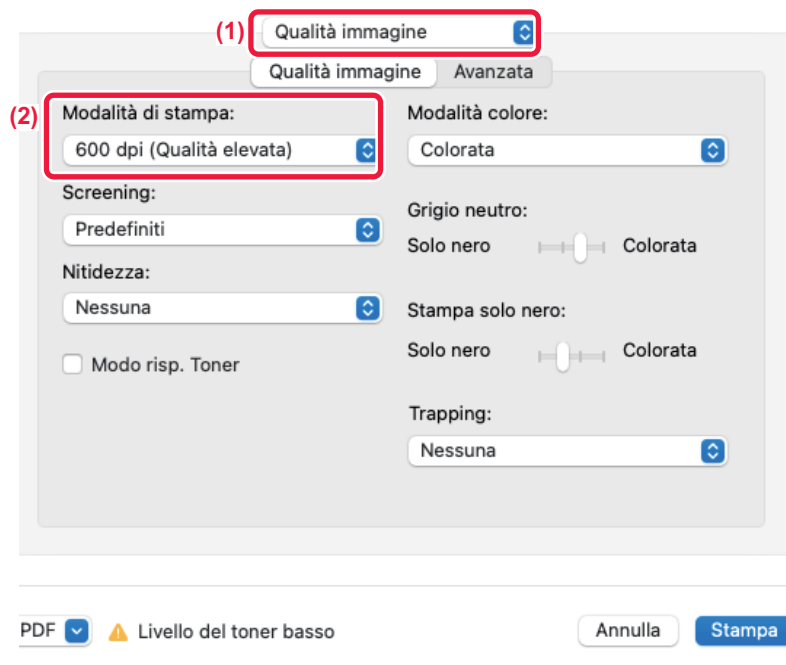 (1) Qualità immagine
Qualità immagine Avanzata
(2) Modalità di stampa:
600 dpi (Qualità elevata)
Screening:
Predefiniti
Nitidezza:
Nessuna
Modo risp. Toner
Modalità colore:
Colorata
Grigio neutro:
Solo nero Colorata
Stampa solo nero:
Solo nero Colorata
Trapping:
Nessuna
PDF Livello del toner basso Annulla Stampa